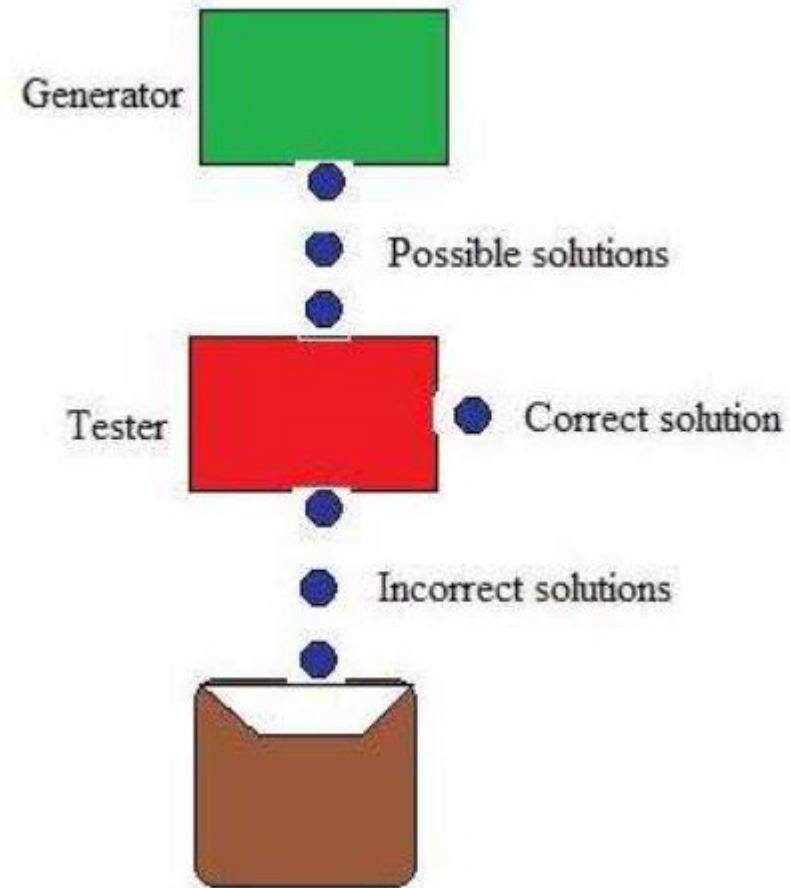 Generator
Possible solutions
Tester
Correct solution
Incorrect solutions